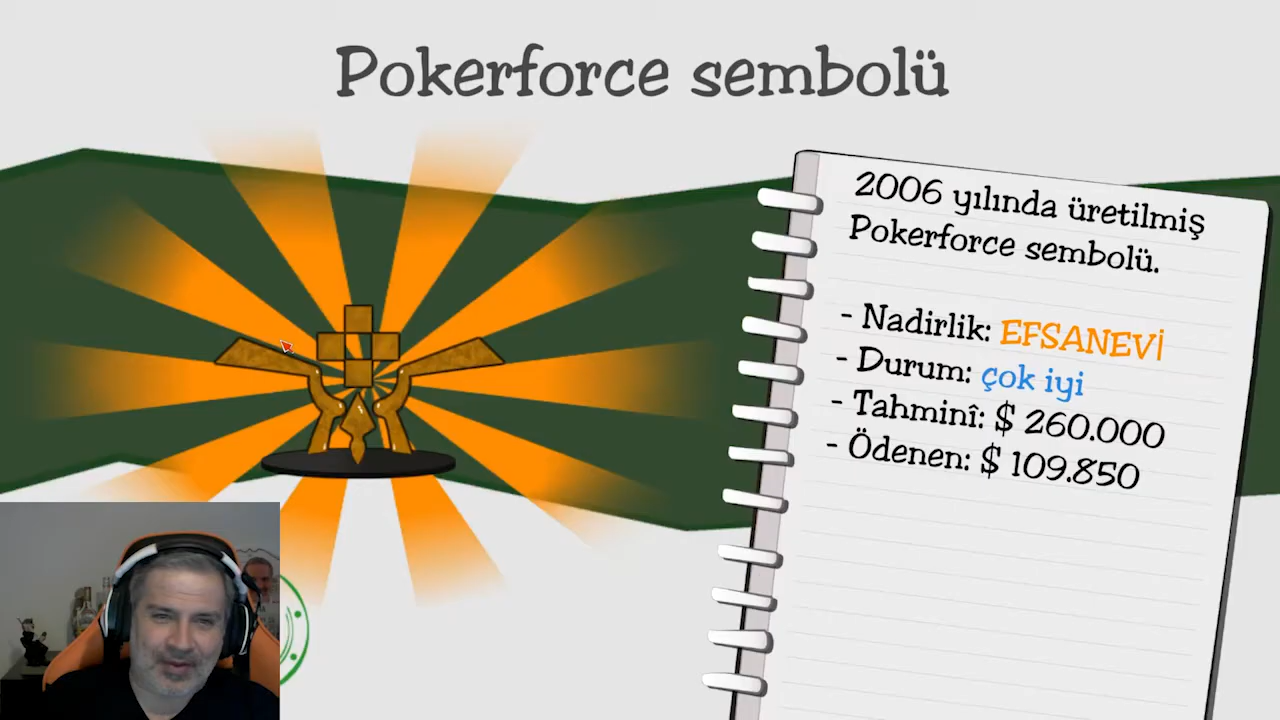 Pokerforce sembolü
2006 yılında üretilmiş
Pokerforce sembolü.
- Nadirlik: EFSANEVİ
- Durum: çok iyi
- Tahminî: $ 260.000
- Ödenen: $ 109.850